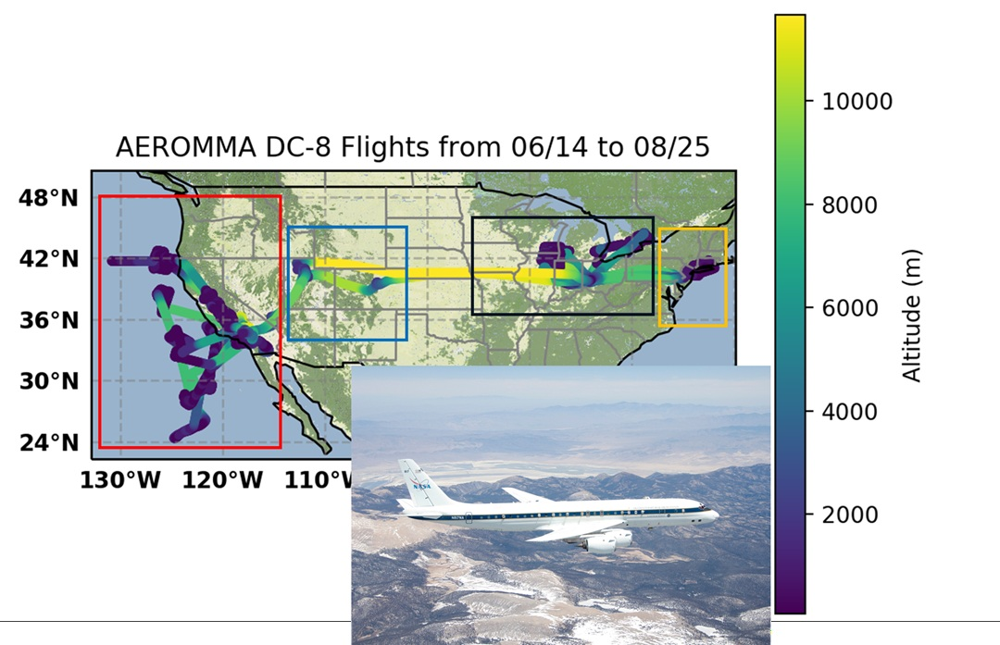 AEROMMA DC-8 Flights from 06/14 to 08/25
48°N
42°N
36°N
30°N
24°N
130°W 120°W 110°W
10000
8000
6000
4000
2000
Altitude (m)
NASA